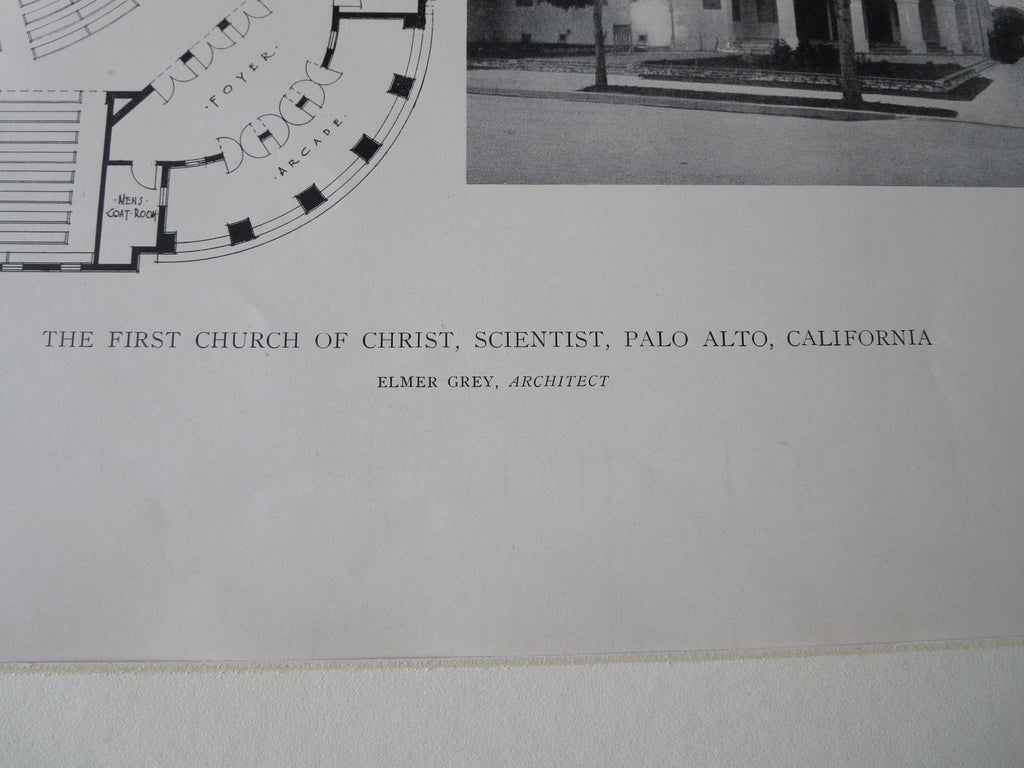 ·FOYER·
·ARCADE·
·MENS·
COAT·ROOM
THE FIRST CHURCH OF CHRIST, SCIENTIST, PALO ALTO, CALIFORNIA
ELMER GREY, ARCHITECT